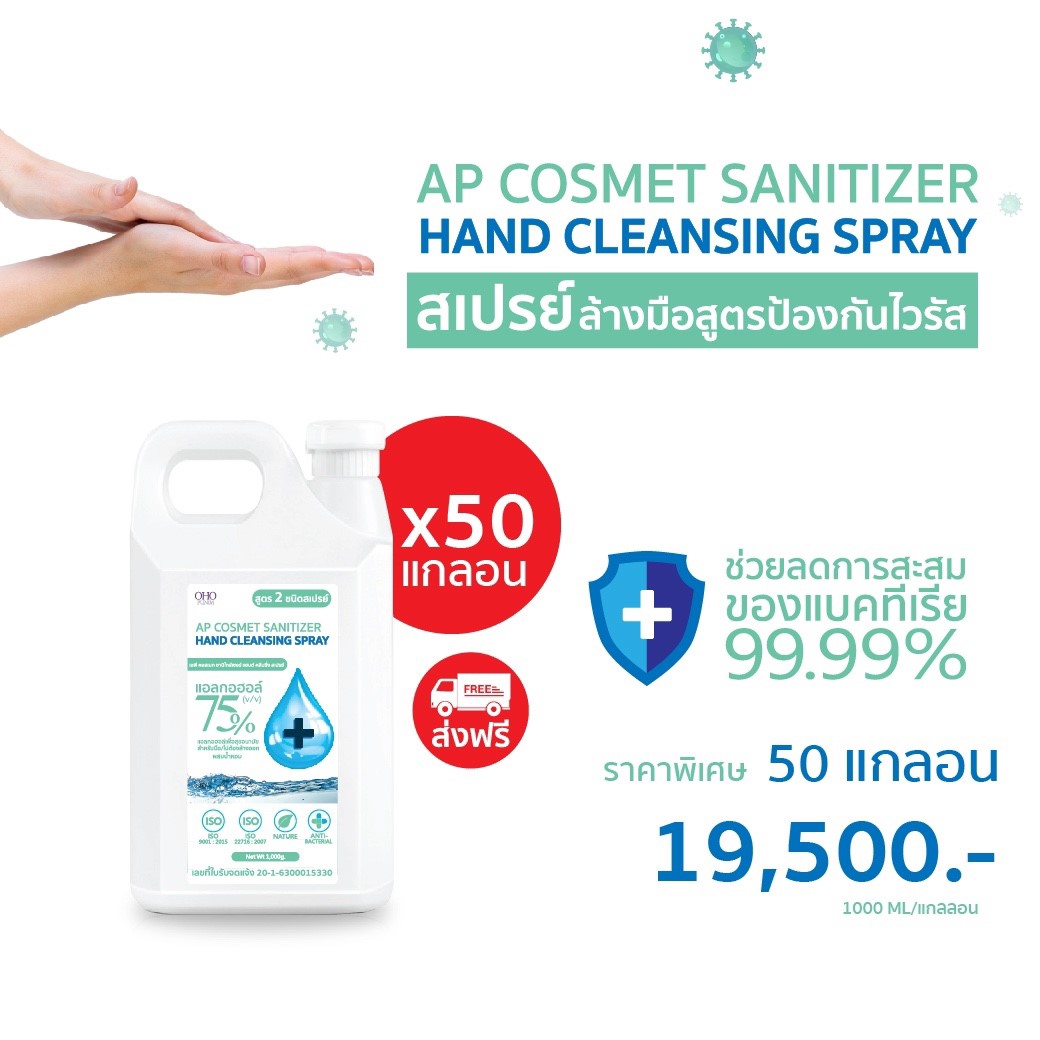 AP COSMET SANITIZER
HAND CLEANSING SPRAY
สเปรย์ล้างมือสูตรป้องกันไวรัส
x50
แกลอน
FREE
ส่งฟรี
ช่วยลดการสะสม
ของแบคทีเรีย
99.99%
ราคาพิเศษ 50 แกลอน
19,500.-
1000 ML/แกลลอน
OHO
สูตร 2 ชนิดสเปรย์
AP COSMET SANITIZER
HAND CLEANSING SPRAY
แอลกอฮอล์
75% (v/v)
ISO ISO
ISO ISO NATURE ANTI-
9001 : 2015 22716 : 2007 BACTERIAL
Net Wt 1,000g.
เลขที่ใบรับจดแจ้ง 20-1-6300015330